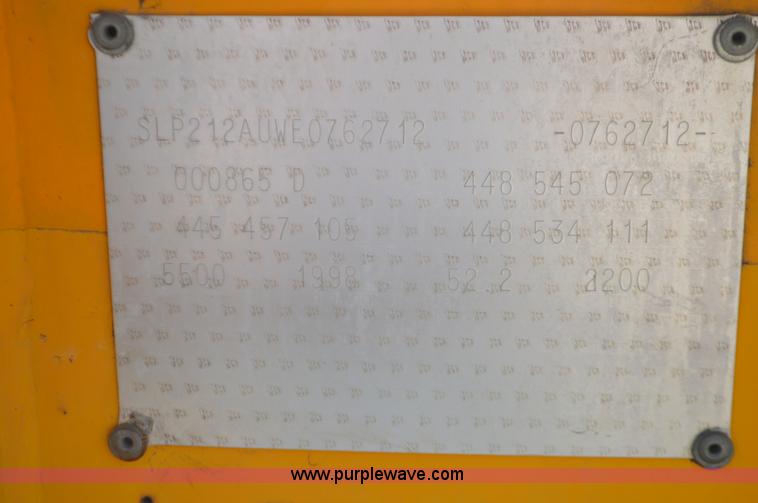 SLP212AUWE0762712 -0762712-
000865 D 448 545 072
445 457 105 448 534 111
5500 1998 52.2 2200
www.purplewave.com